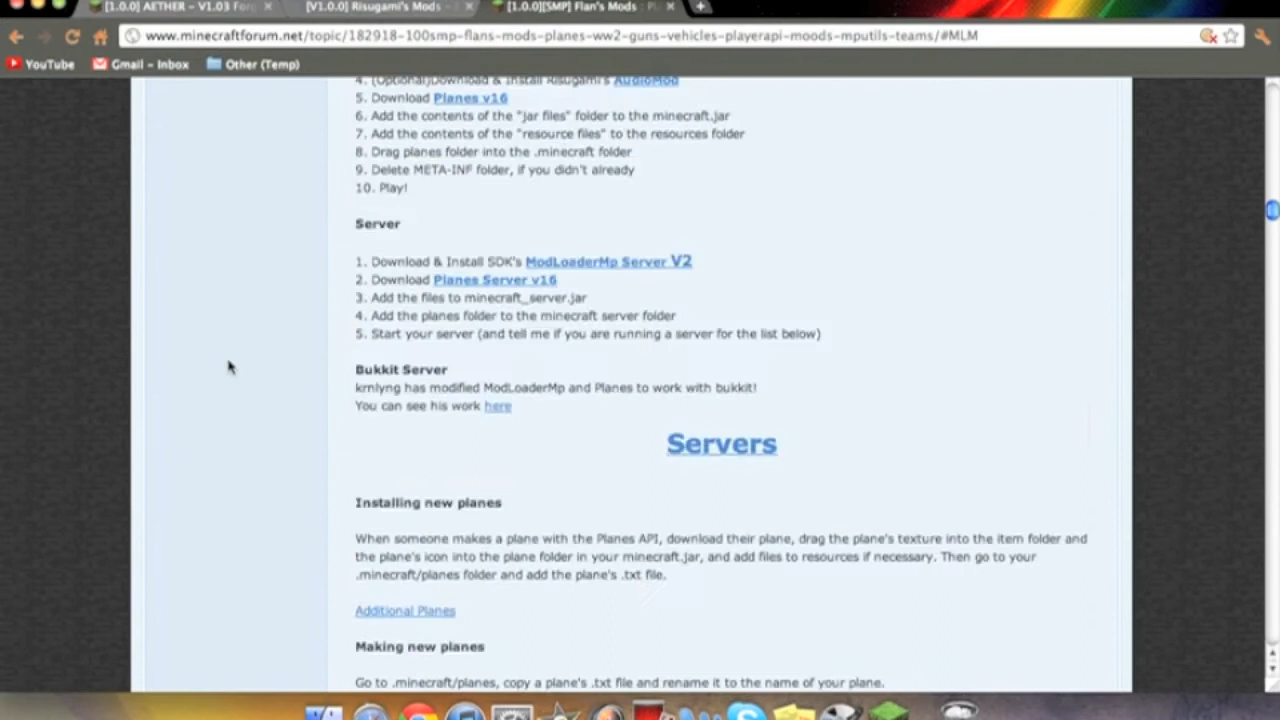 [1.0.0] AETHER - V1.03
[V1.0.0] Risugami's Mods -
[1.0.0][SMP] Flan's Mods :
www.minecraftforum.net/topic/182918-100smp-flans-mods-planes-ww2-guns-vehicles-playerapi-moods-mputils-teams/#MLM
YouTube
Gmail - Inbox
Other (Temp)
4. (Optional)Download & Install Risugami's AudioMod
5. Download Planes v16
6. Add the contents of the "jar files" folder to the minecraft.jar
7. Add the contents of the "resource files" to the resources folder
8. Drag planes folder into the .minecraft folder
9. Delete META-INF folder, if you didn't already
10. Play!
Server
1. Download & Install SDK's ModLoaderMp Server V2
2. Download Planes Server v16
3. Add the files to minecraft_server.jar
4. Add the planes folder to the minecraft server folder
5. Start your server (and tell me if you are running a server for the list below)
Bukkit Server
krnlyng has modified ModLoaderMp and Planes to work with bukkit!
You can see his work here
Servers
Installing new planes
When someone makes a plane with the Planes API, download their plane, drag the plane's texture into the item folder and
the plane's icon into the plane folder in your minecraft.jar, and add files to resources if necessary. Then go to your
.minecraft/planes folder and add the plane's .txt file.
Additional Planes
Making new planes
Go to .minecraft/planes, copy a plane's .txt file and rename it to the name of your plane.